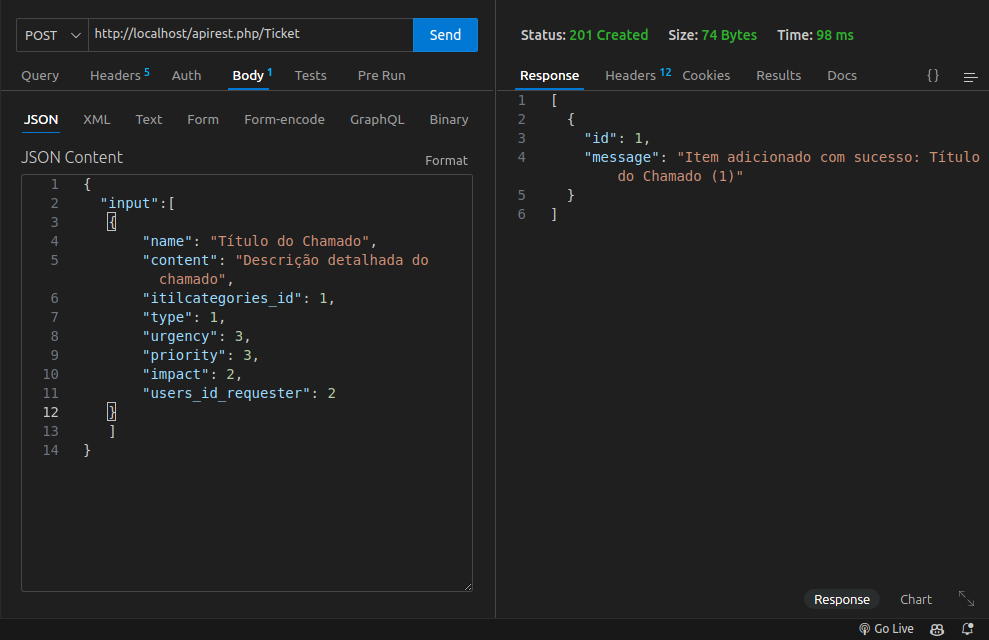 POST http://localhost/apirest.php/Ticket Send
Query Headers 5 Auth Body 1 Tests Pre Run
JSON XML Text Form Form-encode GraphQL Binary
JSON Content Format
1 {
2 "input":[
3 {
4 "name": "Título do Chamado",
5 "content": "Descrição detalhada do
chamado",
6 "itilcategories_id": 1,
7 "type": 1,
8 "urgency": 3,
9 "priority": 3,
10 "impact": 2,
11 "users_id_requester": 2
12 }
13 ]
14 }
Status: 201 Created Size: 74 Bytes Time: 98 ms
Response Headers 12 Cookies Results Docs {}
1 [
2 {
3 "id": 1,
4 "message": "Item adicionado com sucesso: Título
do Chamado (1)"
5 }
6 ]
Response Chart
Go Live